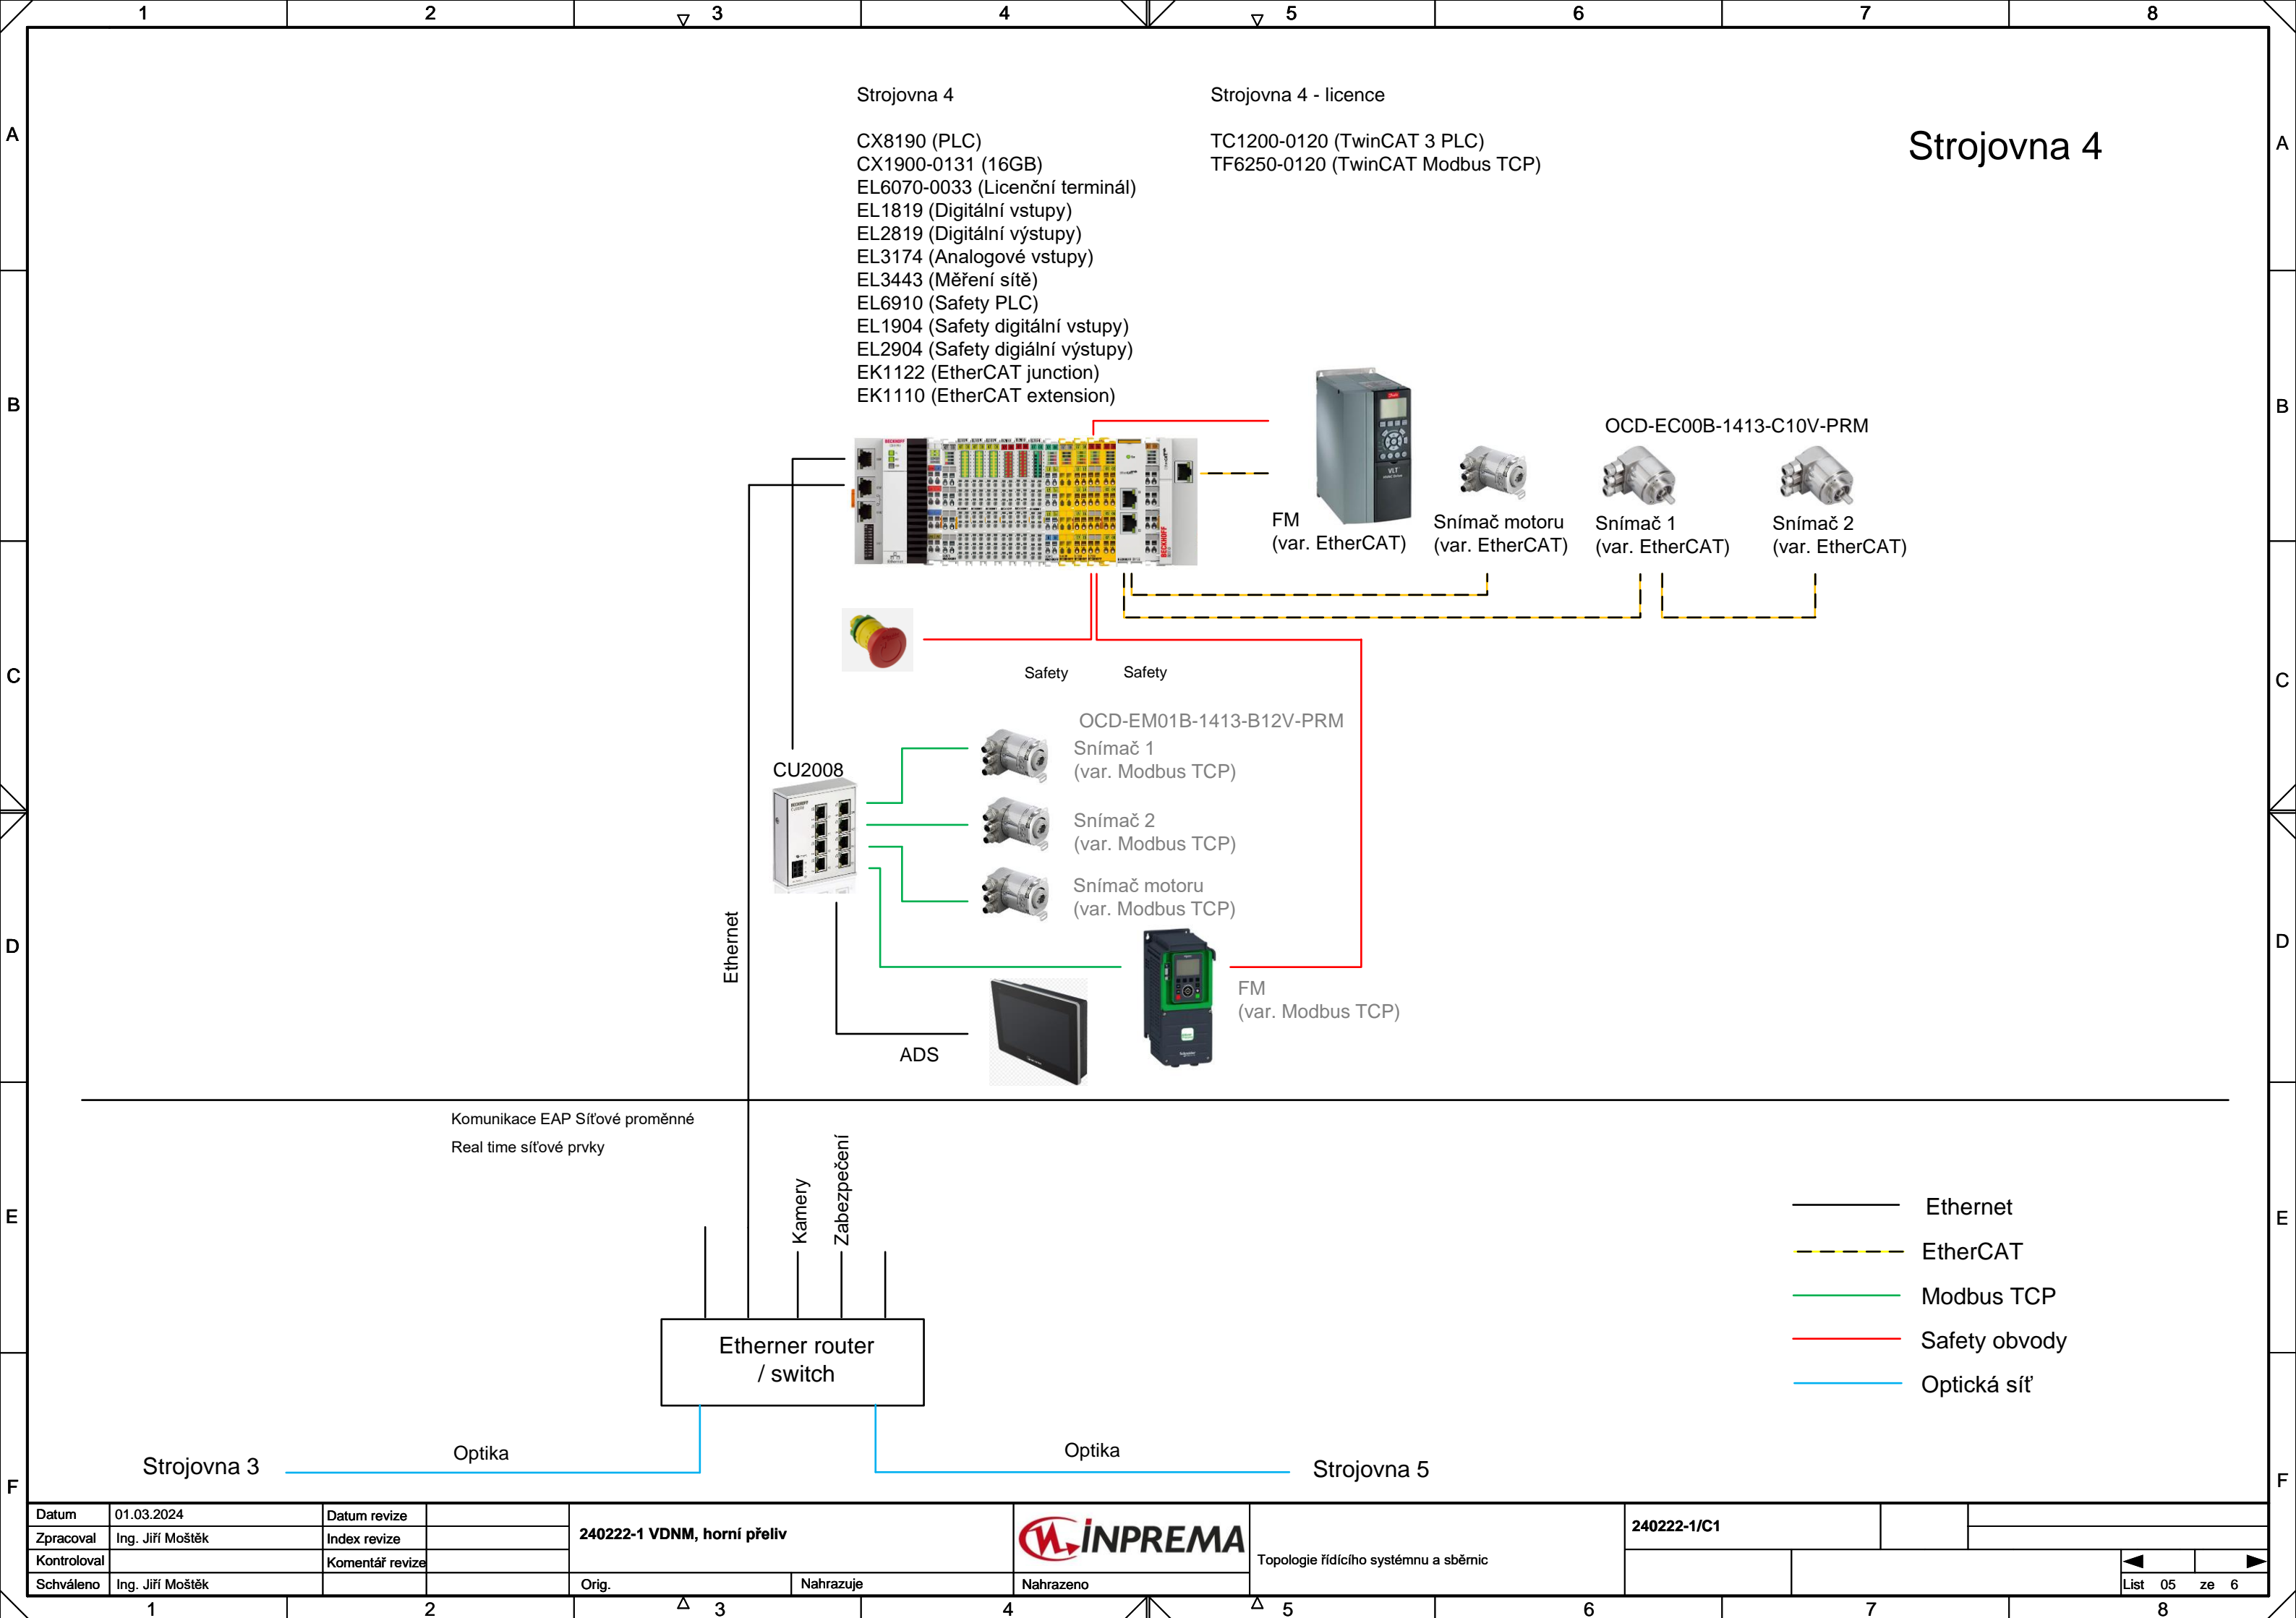 1 2 3 4 5 6 7 8
Strojovna 4
CX8190 (PLC)
CX1900-0131 (16GB)
EL6070-0033 (Licenční terminál)
EL1819 (Digitální vstupy)
EL2819 (Digitální výstupy)
EL3174 (Analogové vstupy)
EL3443 (Měření sítě)
EL6910 (Safety PLC)
EL1904 (Safety digitální vstupy)
EL2904 (Safety digiální výstupy)
EK1122 (EtherCAT junction)
EK1110 (EtherCAT extension)
Strojovna 4 - licence
TC1200-0120 (TwinCAT 3 PLC)
TF6250-0120 (TwinCAT Modbus TCP)
Strojovna 4
A A
B B
C C
D D
E E
F F
BECKHOFF
BECKHOFF
VLT
FM
(var. EtherCAT)
Snímač motoru
(var. EtherCAT)
OCD-EC00B-1413-C10V-PRM
Snímač 1
(var. EtherCAT)
Snímač 2
(var. EtherCAT)
Safety
Safety
OCD-EM01B-1413-B12V-PRM
Snímač 1
(var. Modbus TCP)
CU2008
Snímač 2
(var. Modbus TCP)
Snímač motoru
(var. Modbus TCP)
Ethernet
FM
(var. Modbus TCP)
ADS
Komunikace EAP Síťové proměnné
Real time síťové prvky
Kamery
Zabezpečení
Etherner router
/ switch
Ethernet
EtherCAT
Modbus TCP
Safety obvody
Optická síť
Strojovna 3
Optika
Optika
Strojovna 5
Datum 01.03.2024 Datum revize
Zpracoval Ing. Jiří Moštěk Index revize
Kontroloval Komentář revize
Schváleno Ing. Jiří Moštěk
240222-1 VDNM, horní přeliv
Orig. Nahrazuje Nahrazeno
INPREMA
Topologie řídícího systémnu a sběrnic
240222-1/C1
List 05 ze 6
1 2 3 4 5 6 7 8